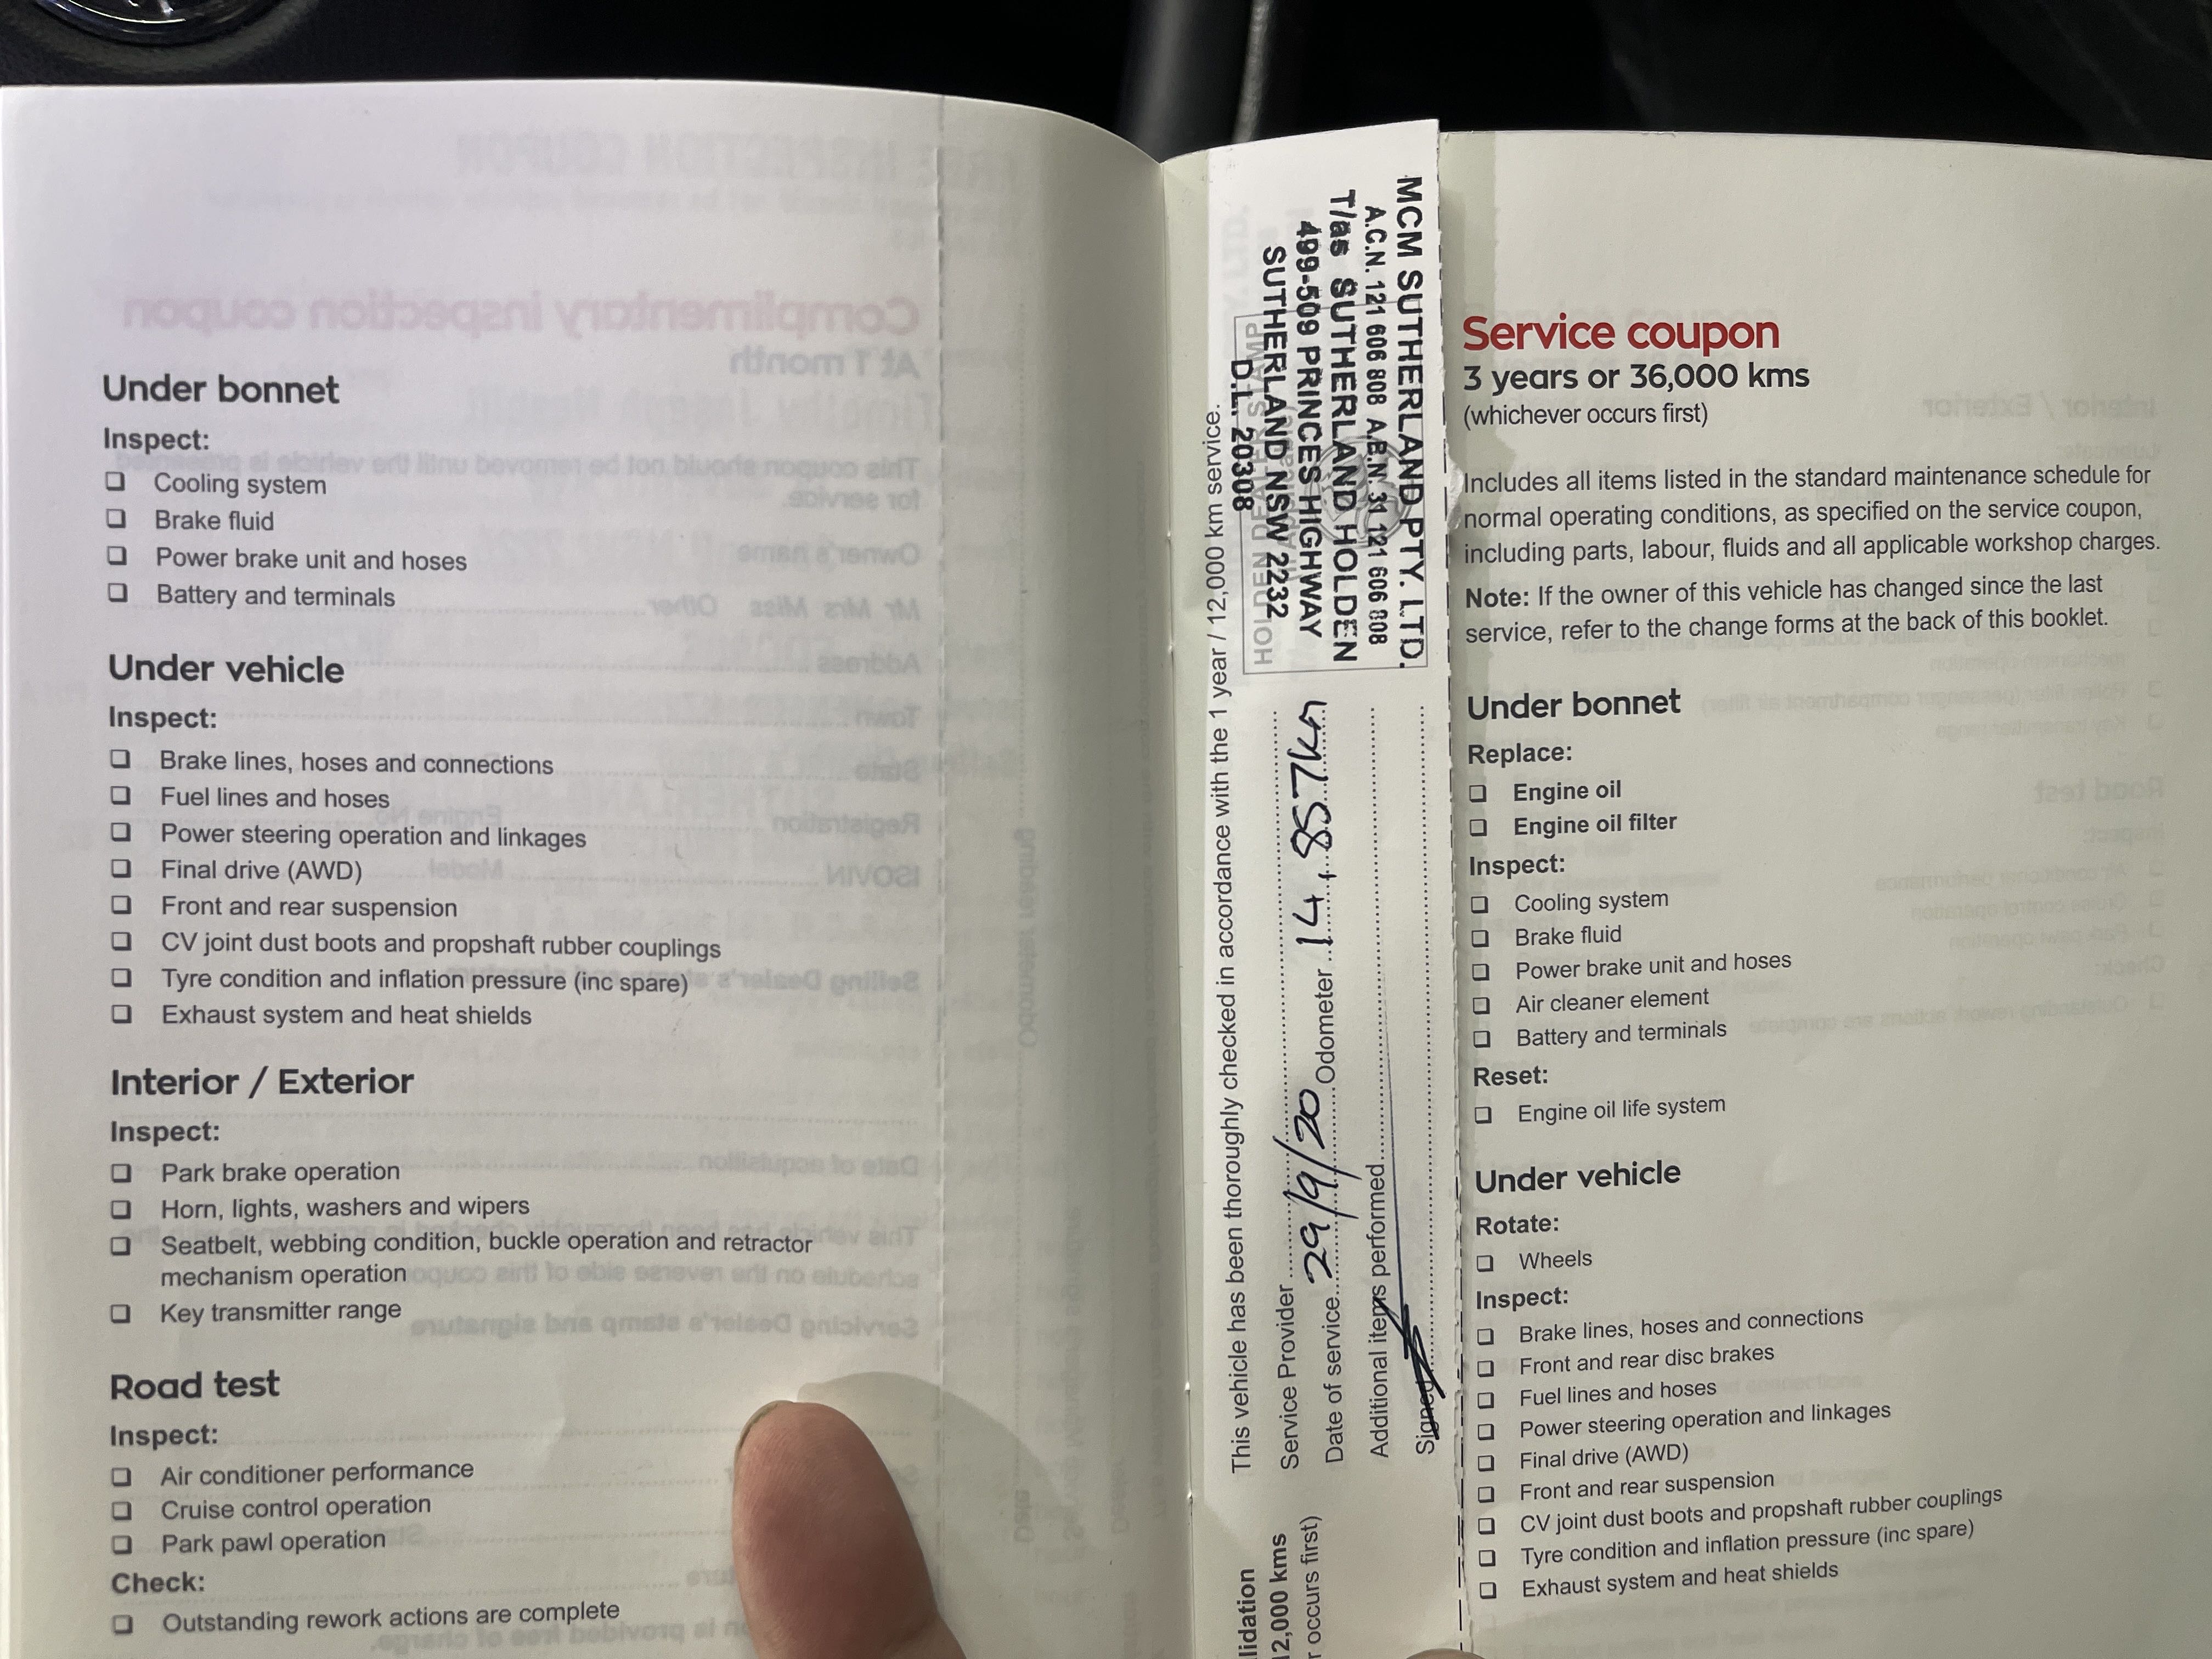 Under bonnet
Inspect:
❏ Cooling system
❏ Brake fluid
❏ Power brake unit and hoses
❏ Battery and terminals
Under vehicle
Inspect:
❏ Brake lines, hoses and connections
❏ Fuel lines and hoses
❏ Power steering operation and linkages
❏ Final drive (AWD)
❏ Front and rear suspension
❏ CV joint dust boots and propshaft rubber couplings
❏ Tyre condition and inflation pressure (inc spare)
❏ Exhaust system and heat shields
Interior / Exterior
Inspect:
❏ Park brake operation
❏ Horn, lights, washers and wipers
❏ Seatbelt, webbing condition, buckle operation and retractor
mechanism operation
❏ Key transmitter range
Road test
Inspect:
❏ Air conditioner performance
❏ Cruise control operation
❏ Park pawl operation
Check:
❏ Outstanding rework actions are complete
lidation
12,000 kms
r occurs first)
This vehicle has been thoroughly checked in accordance with the 1 year / 12,000 km service.
Service Provider
Date of service 29/9/20 Odometer 14,857km
Additional items performed
Signed
MCM SUTHERLAND PTY. LTD.
A.C.N. 121 606 808 A.B.N. 31 121 606 808
T/as SUTHERLAND HOLDEN
499-509 PRINCES HIGHWAY
SUTHERLAND NSW 2232
D.L. 20308
HOLDEN DEALER STAMP
Service coupon
3 years or 36,000 kms
(whichever occurs first)
Includes all items listed in the standard maintenance schedule for
normal operating conditions, as specified on the service coupon,
including parts, labour, fluids and all applicable workshop charges.
Note: If the owner of this vehicle has changed since the last
service, refer to the change forms at the back of this booklet.
Under bonnet
Replace:
❏ Engine oil
❏ Engine oil filter
Inspect:
❏ Cooling system
❏ Brake fluid
❏ Power brake unit and hoses
❏ Air cleaner element
❏ Battery and terminals
Reset:
❏ Engine oil life system
Under vehicle
Rotate:
❏ Wheels
Inspect:
❏ Brake lines, hoses and connections
❏ Front and rear disc brakes
❏ Fuel lines and hoses
❏ Power steering operation and linkages
❏ Final drive (AWD)
❏ Front and rear suspension
❏ CV joint dust boots and propshaft rubber couplings
❏ Tyre condition and inflation pressure (inc spare)
❏ Exhaust system and heat shields